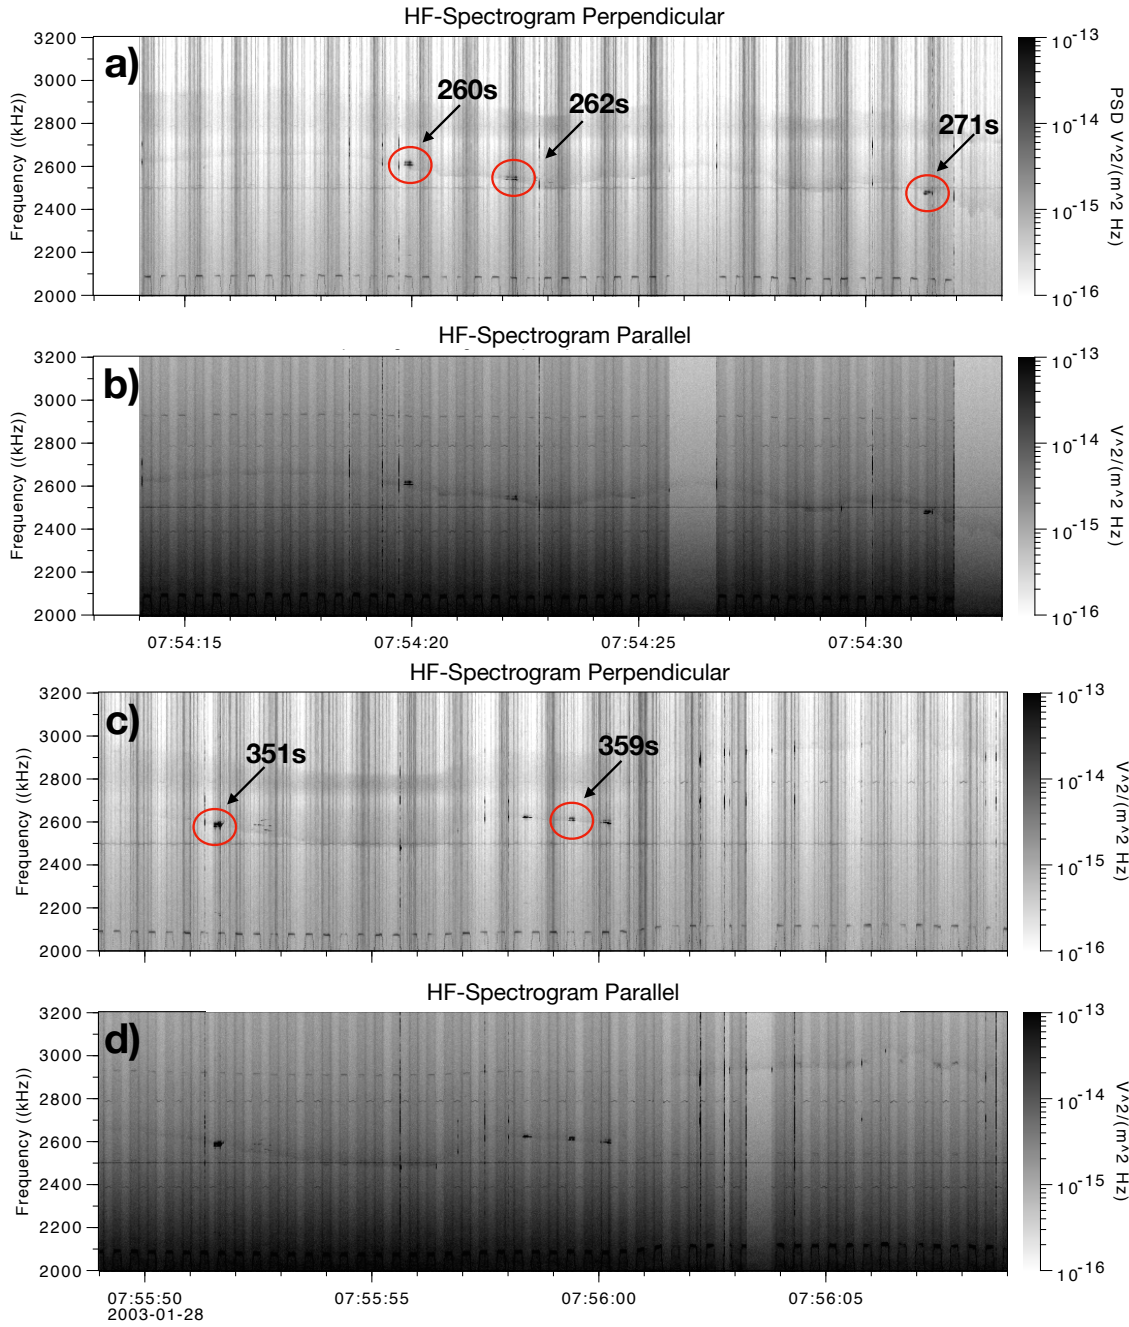 HF-Spectrogram Perpendicular
a)
260s
262s
271s
3200
3000
2800
2600
2400
2200
2000
Frequency ((kHz))
10^-13
10^-14
10^-15
10^-16
PSD V^2/(m^2 Hz)
HF-Spectrogram Parallel
b)
3200
3000
2800
2600
2400
2200
2000
Frequency ((kHz))
10^-13
10^-14
10^-15
10^-16
V^2/(m^2 Hz)
07:54:15 07:54:20 07:54:25 07:54:30
HF-Spectrogram Perpendicular
c)
351s
359s
3200
3000
2800
2600
2400
2200
2000
Frequency ((kHz))
10^-13
10^-14
10^-15
10^-16
V^2/(m^2 Hz)
HF-Spectrogram Parallel
d)
3200
3000
2800
2600
2400
2200
2000
Frequency ((kHz))
10^-13
10^-14
10^-15
10^-16
V^2/(m^2 Hz)
07:55:50 07:55:55 07:56:00 07:56:05
2003-01-28